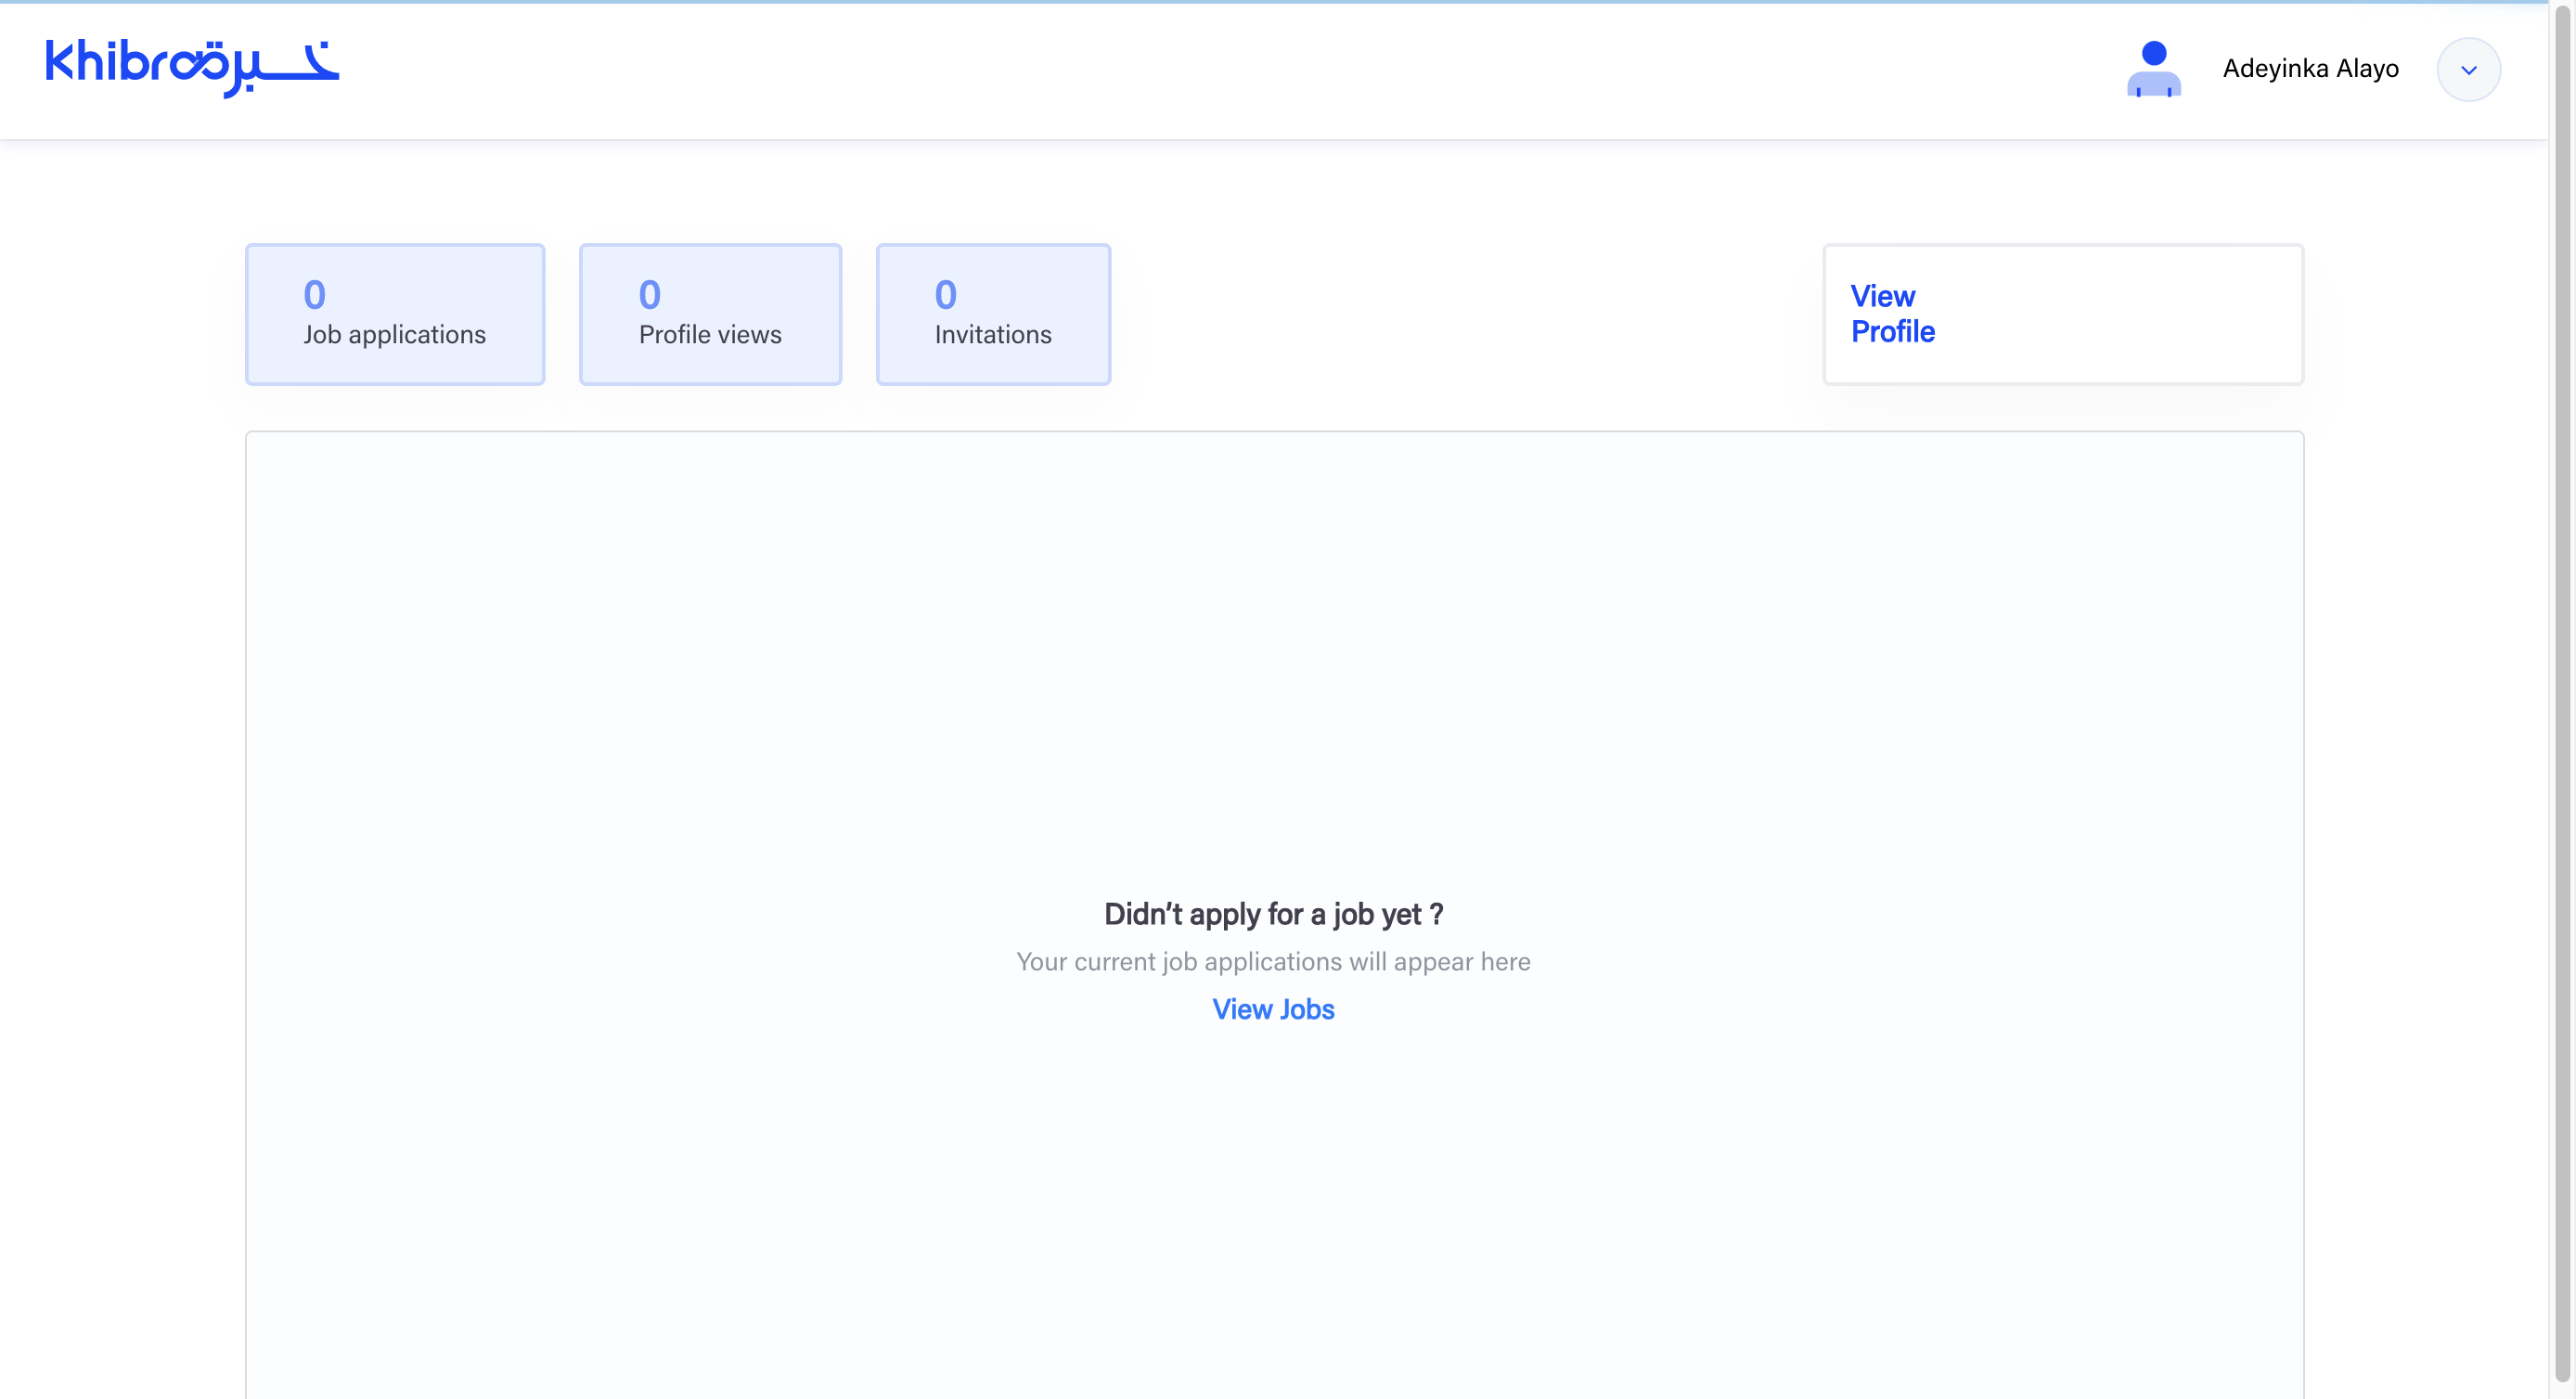 khibra خبرة
Adeyinka Alayo
0
Job applications
0
Profile views
0
Invitations
View
Profile
Didn’t apply for a job yet ?
Your current job applications will appear here
View Jobs